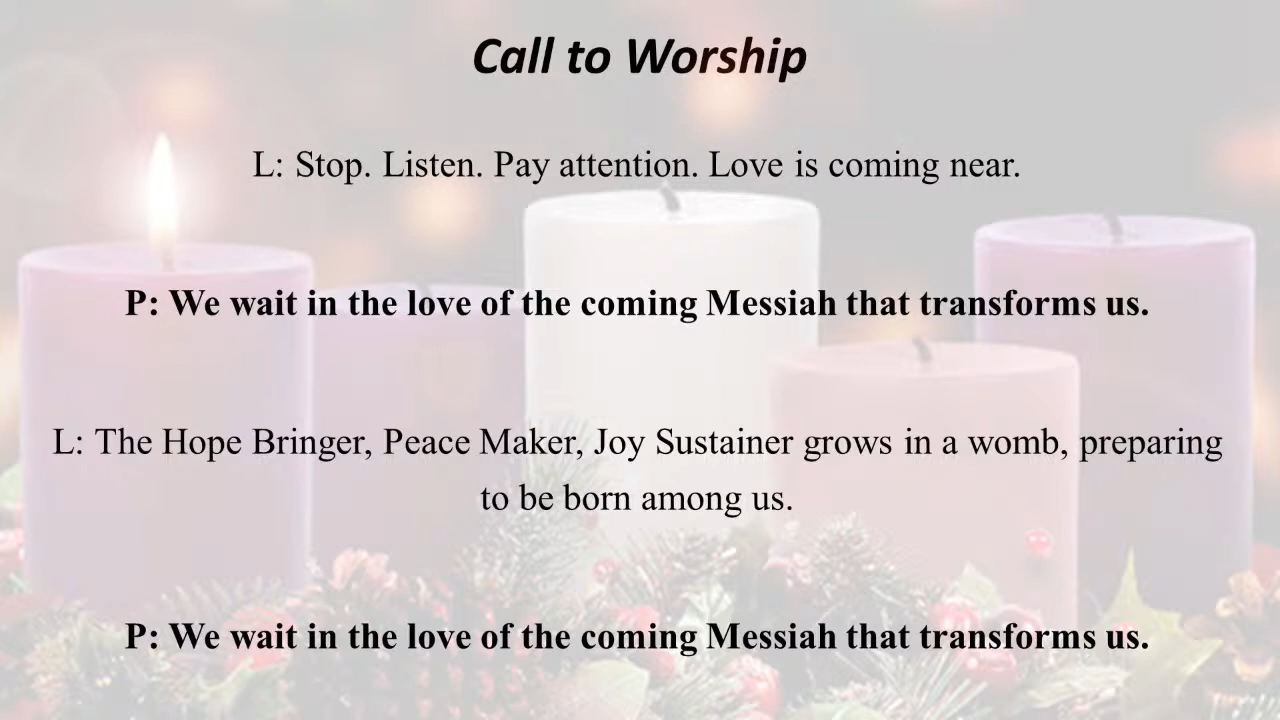 Call to Worship
L: Stop. Listen. Pay attention. Love is coming near.
P: We wait in the love of the coming Messiah that transforms us.
L: The Hope Bringer, Peace Maker, Joy Sustainer grows in a womb, preparing
to be born among us.
P: We wait in the love of the coming Messiah that transforms us.